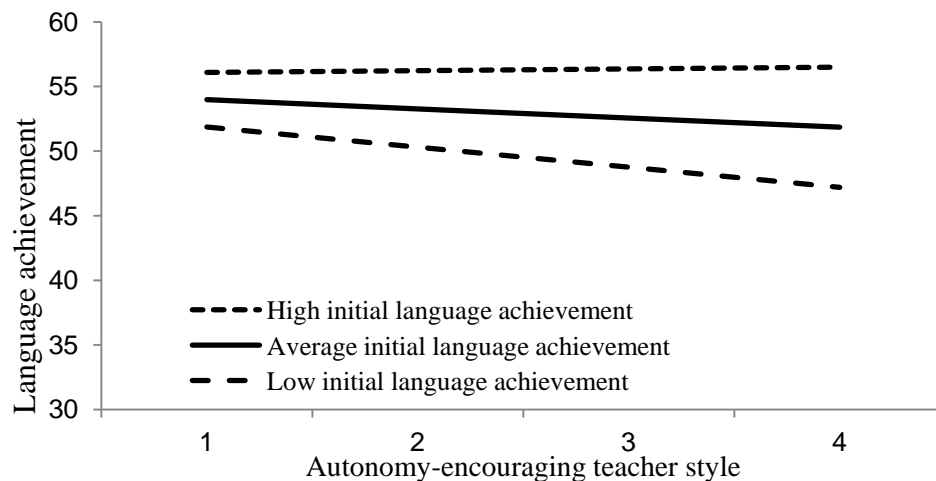 60
55
50
45
40
35
30
Language achievement
High initial language achievement
Average initial language achievement
Low initial language achievement
1 2 3 4
Autonomy-encouraging teacher style